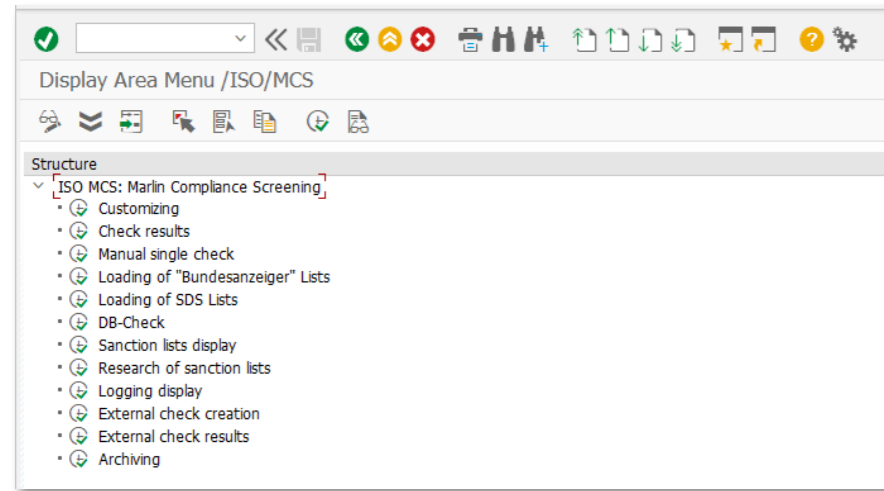 Display Area Menu /ISO/MCS
Structure
ISO MCS: Marlin Compliance Screening
Customizing
Check results
Manual single check
Loading of "Bundesanzeiger" Lists
Loading of SDS Lists
DB-Check
Sanction lists display
Research of sanction lists
Logging display
External check creation
External check results
Archiving